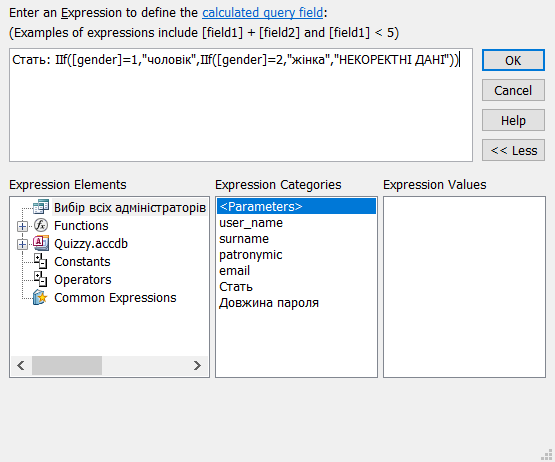 Enter an Expression to define the calculated query field:
(Examples of expressions include [field1] + [field2] and [field1] < 5)
Стать: IIf([gender]=1,"чоловік",IIf([gender]=2,"жінка","НЕКОРЕКТНІ ДАНІ"))
OK
Cancel
Help
<< Less
Expression Elements
Вибір всіх адміністраторів
Functions
Quizzy.accdb
Constants
Operators
Common Expressions
Expression Categories
<Parameters>
user_name
surname
patronymic
email
Стать
Довжина пароля
Expression Values